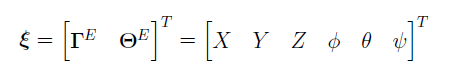 ξ = [Γ^E Θ^E]^T = [X Y Z ϕ θ ψ]^T